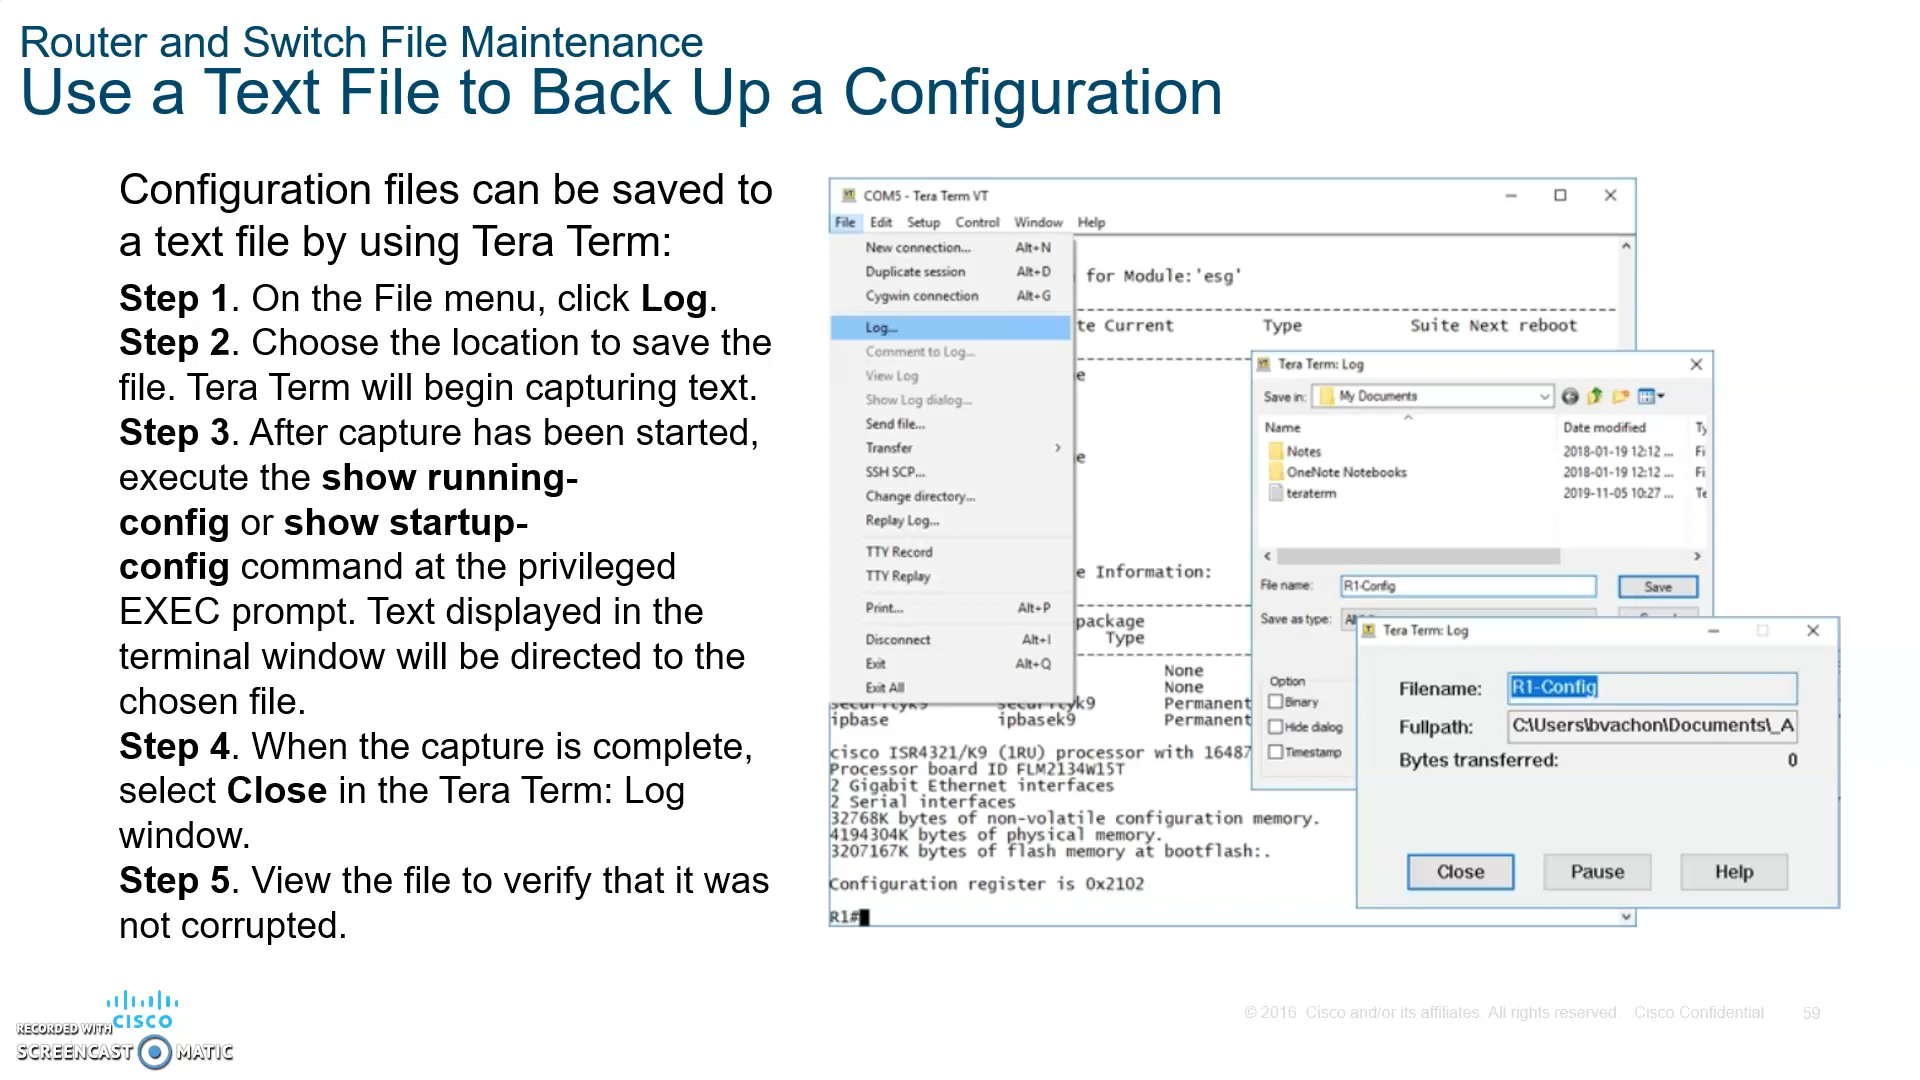 Router and Switch File Maintenance
Use a Text File to Back Up a Configuration
Configuration files can be saved to
a text file by using Tera Term:
Step 1. On the File menu, click Log.
Step 2. Choose the location to save the
file. Tera Term will begin capturing text.
Step 3. After capture has been started,
execute the show running-
config or show startup-
config command at the privileged
EXEC prompt. Text displayed in the
terminal window will be directed to the
chosen file.
Step 4. When the capture is complete,
select Close in the Tera Term: Log
window.
Step 5. View the file to verify that it was
not corrupted.
COM5 - Tera Term VT
File Edit Setup Control Window Help
New connection... Alt+N
Duplicate session Alt+D
Cygwin connection Alt+G
Log...
Comment to Log...
View Log
Show Log dialog...
Send file...
Transfer
SSH SCP...
Change directory...
Replay Log...
TTY Record
TTY Replay
Print... Alt+P
Disconnect Alt+I
Exit Alt+Q
Exit All
for Module:'esg'
te Current Type Suite Next reboot
e
e
e Information:
package
Type
None
None
securityk9 securityk9 Permanent
ipbase ipbasek9 Permanent
cisco ISR4321/K9 (1RU) processor with 16487
Processor board ID FLM2134W15T
2 Gigabit Ethernet interfaces
2 Serial interfaces
32768K bytes of non-volatile configuration memory.
4194304K bytes of physical memory.
3207167K bytes of flash memory at bootflash:.
Configuration register is 0x2102
R1#
Tera Term: Log
Save in: My Documents
Name Date modified Ty
Notes 2018-01-19 12:12 ... Fi
OneNote Notebooks 2018-01-19 12:12 ... Fi
teraterm 2019-11-05 10:27 ... Te
File name: R1-Config Save
Save as type:
Option
Binary
Hide dialog
Timestamp
Tera Term: Log
Filename: R1-Config
Fullpath: C:\Users\bvachon\Documents\_A
Bytes transferred: 0
Close Pause Help
CISCO
RECORDED WITH
SCREENCAST MATIC
© 2016 Cisco and/or its affiliates. All rights reserved. Cisco Confidential 59